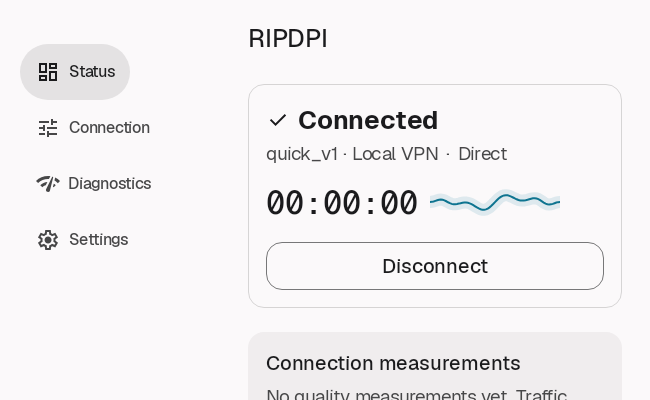 RIPDPI
Status
Connection
Diagnostics
Settings
Connected
quick_v1 · Local VPN · Direct
00:00:00
Disconnect
Connection measurements
No quality measurements yet. Traffic